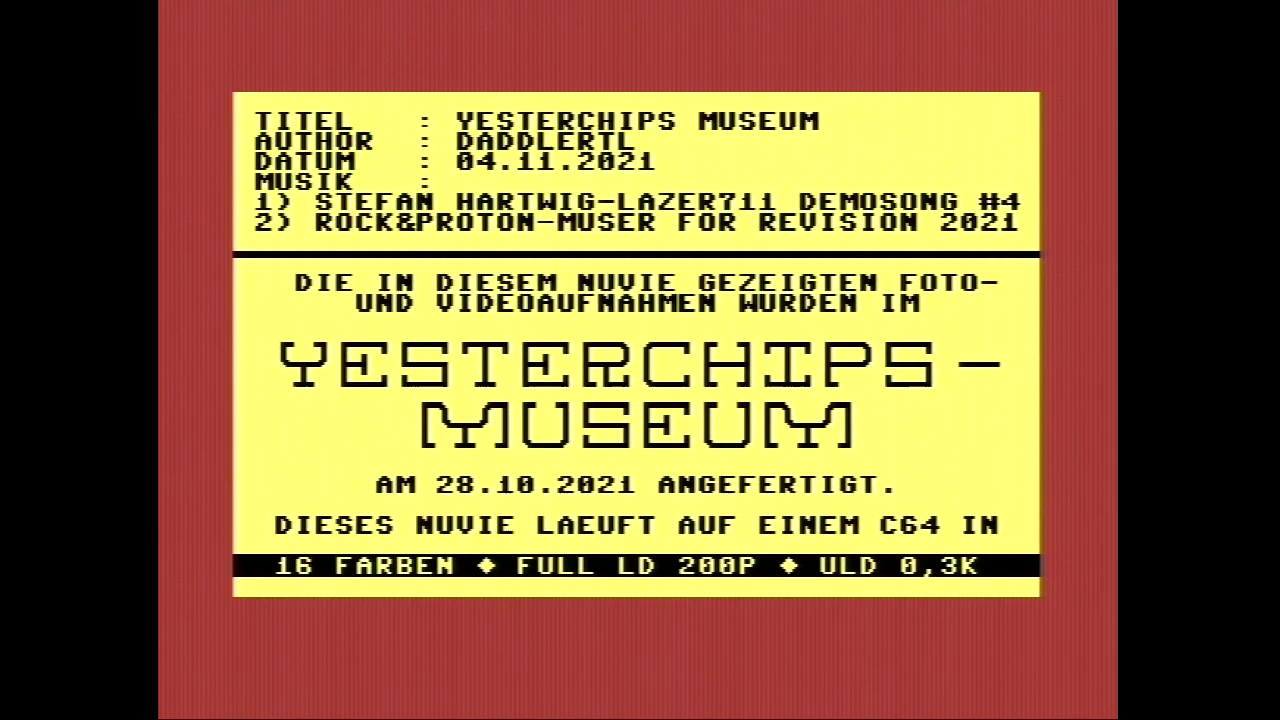 TITEL   : YESTERCHIPS MUSEUM
AUTHOR  : DADDLERTL
DATUM   : 04.11.2021
MUSIK   :
1) STEFAN HARTWIG-LAZER711 DEMOSONG #4
2) ROCK&PROTON-MUSER FOR REVISION 2021
DIE IN DIESEM NUVIE GEZEIGTEN FOTO-
UND VIDEOAUFNAHMEN WURDEN IM
YESTERCHIPS-
MUSEUM
AM 28.10.2021 ANGEFERTIGT.
DIESES NUVIE LAEUFT AUF EINEM C64 IN
16 FARBEN ◆ FULL LD 200P ◆ ULD 0,3K